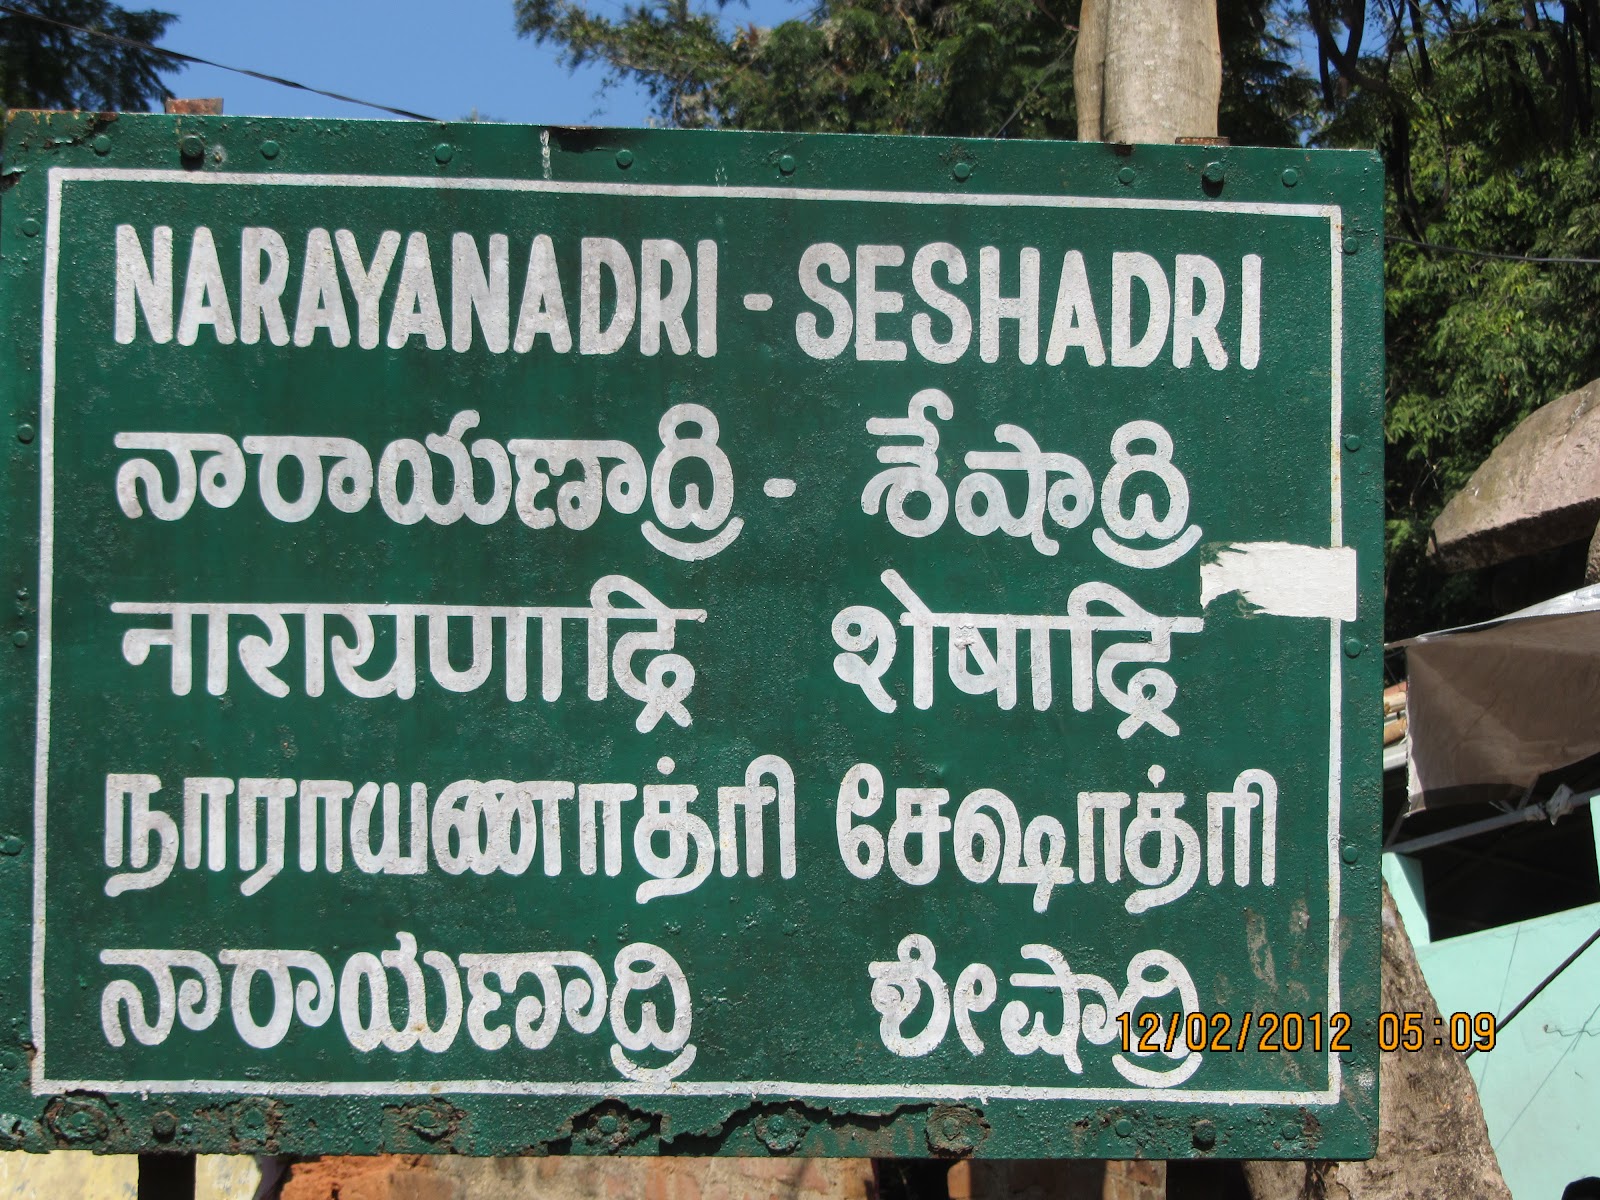 NARAYANADRI - SESHADRI
నారాయణాద్రి - శేషాద్రి
नारायणाद्रि शेषाद्रि
நாராயணாத்ரி சேஷாத்ரி
ನಾರಾಯಣಾದ್ರಿ ಶೇಷಾದ್ರಿ
12/02/2012 05:09